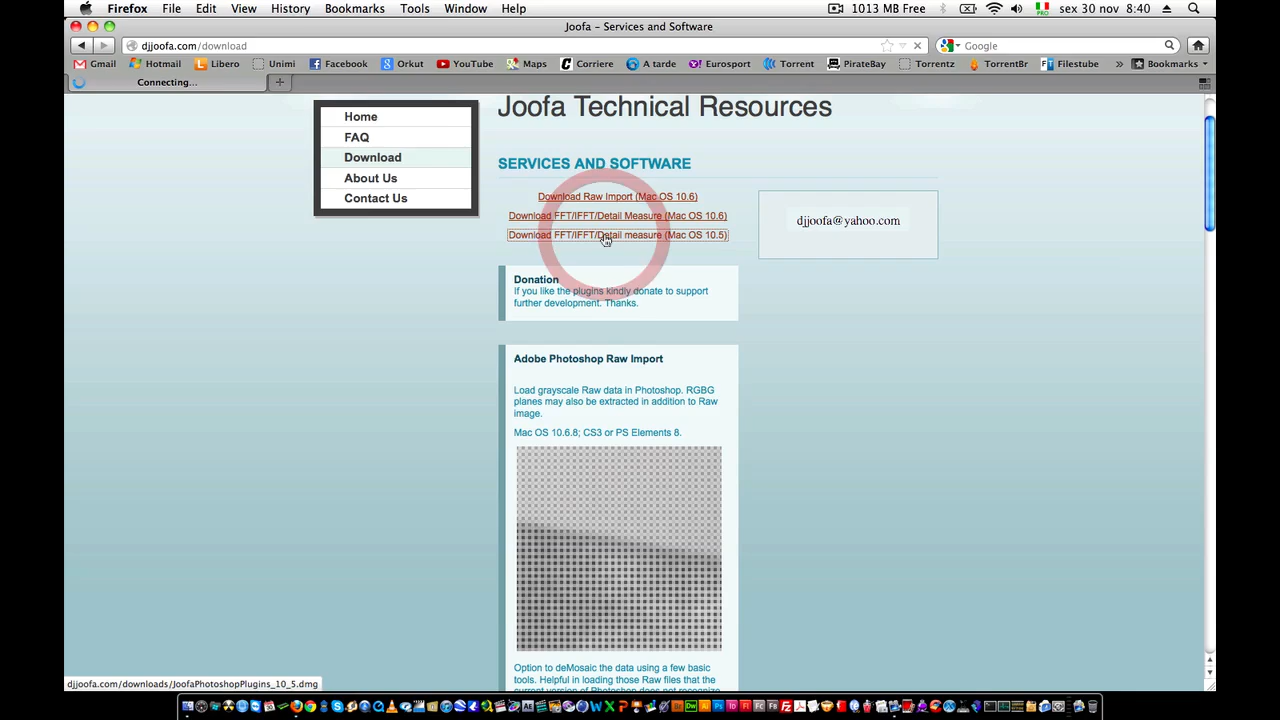 Firefox File Edit View History Bookmarks Tools Window Help 1013 MB Free sex 30 nov 8:40
Joofa – Services and Software
djjoofa.com/download Google
Gmail Hotmail Libero Unimi Facebook Orkut YouTube Maps Corriere A tarde Eurosport Torrent PirateBay Torrentz TorrentBr Filestube » Bookmarks
Connecting...
Joofa Technical Resources
Home
FAQ
Download
About Us
Contact Us
SERVICES AND SOFTWARE
Download Raw Import (Mac OS 10.6)
Download FFT/IFFT/Detail Measure (Mac OS 10.6)
Download FFT/IFFT/Detail measure (Mac OS 10.5)
djjoofa@yahoo.com
Donation
If you like the plugins kindly donate to support
further development. Thanks.
Adobe Photoshop Raw Import
Load grayscale Raw data in Photoshop. RGBG
planes may also be extracted in addition to Raw
image.
Mac OS 10.6.8; CS3 or PS Elements 8.
Option to deMosaic the data using a few basic
tools. Helpful in loading those Raw files that the
current version of Photoshop does not recognize
djjoofa.com/downloads/JoofaPhotoshopPlugins_10_5.dmg